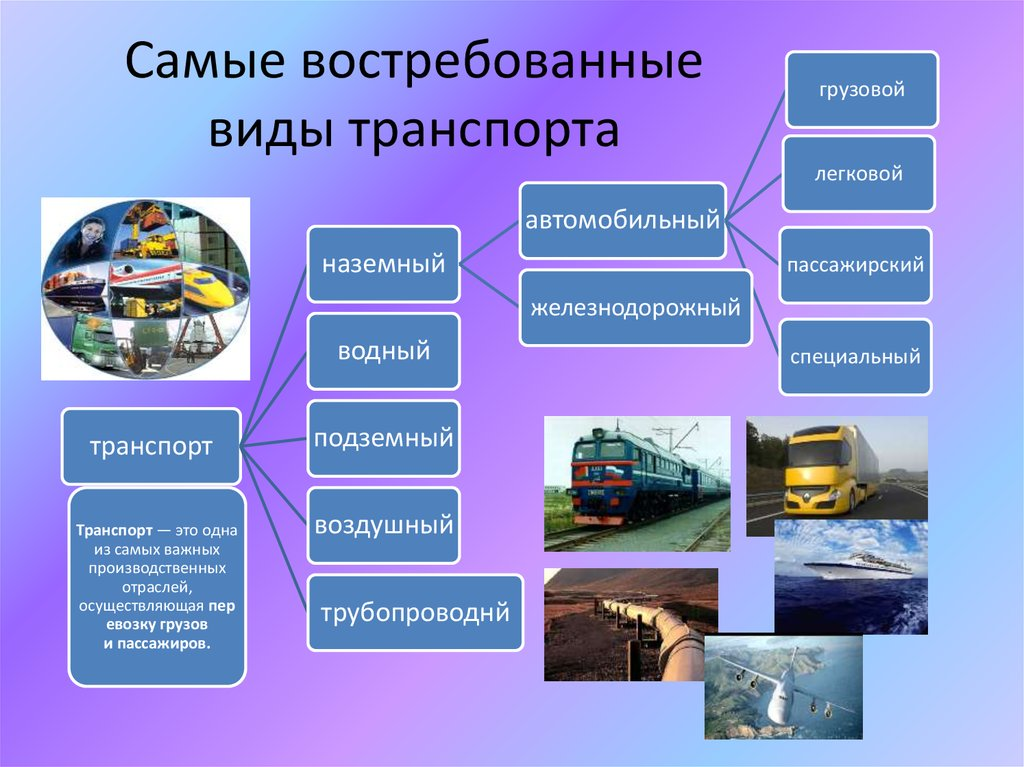 Самые востребованные
виды транспорта
грузовой
легковой
автомобильный
наземный
пассажирский
железнодорожный
водный
специальный
транспорт
подземный
Транспорт — это одна
из самых важных
производственных
отраслей,
осуществляющая пер
евозку грузов
и пассажиров.
воздушный
трубопроводнй